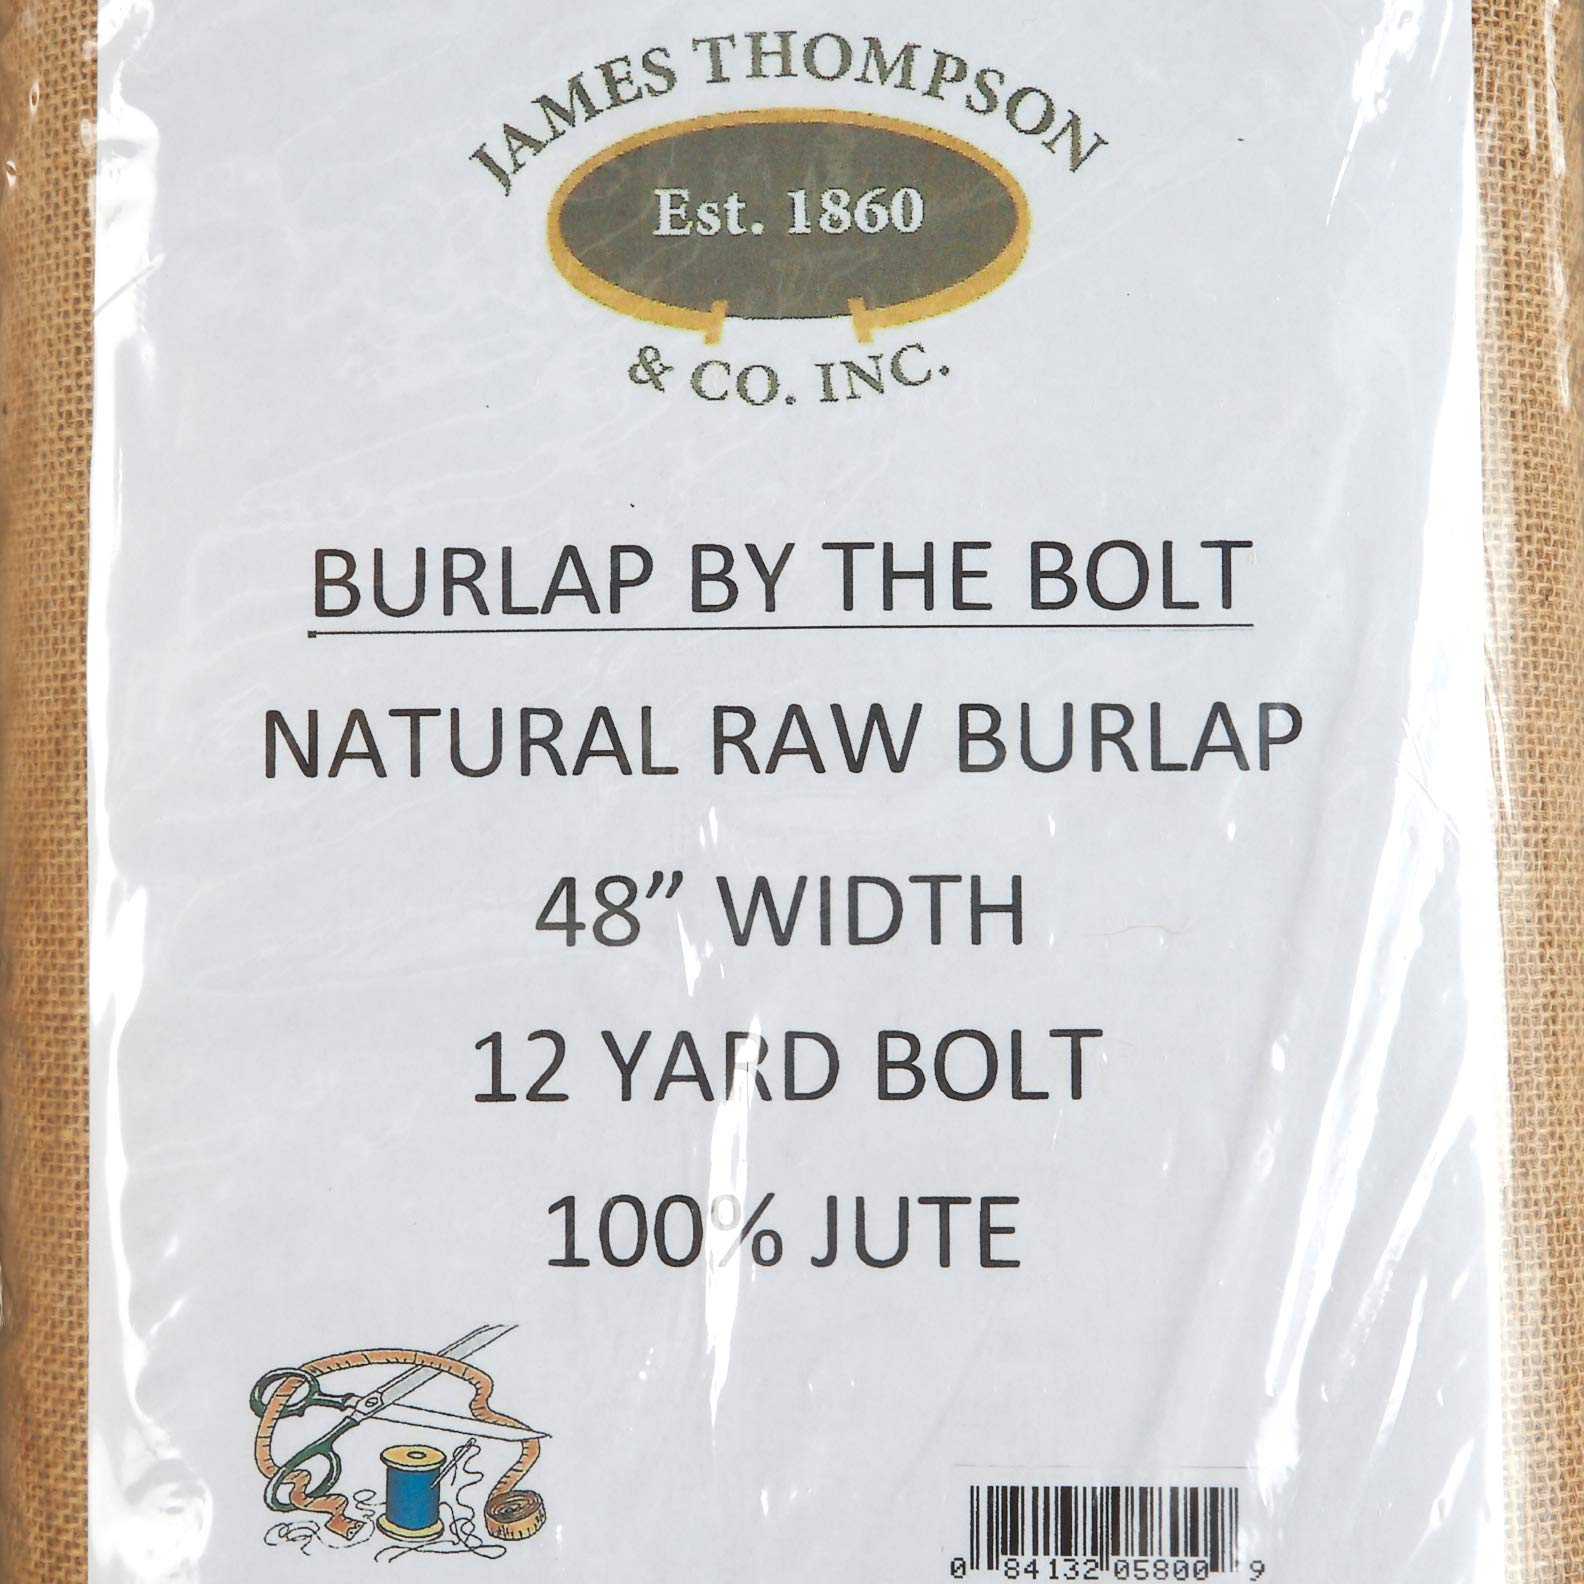 JAMES THOMPSON
Est. 1860
& CO. INC.
BURLAP BY THE BOLT
NATURAL RAW BURLAP
48” WIDTH
12 YARD BOLT
100% JUTE
0 84132 05800 9